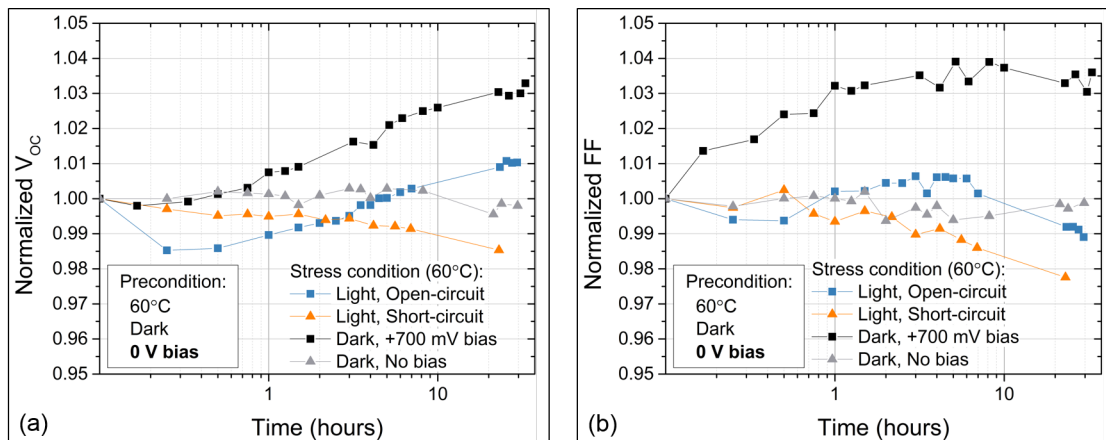 1.05
1.04
1.03
1.02
1.01
1.00
0.99
0.98
0.97
0.96
0.95
Normalized VOC
Precondition:
60°C
Dark
0 V bias
Stress condition (60°C):
Light, Open-circuit
Light, Short-circuit
Dark, +700 mV bias
Dark, No bias
1
10
(a)
Time (hours)
1.05
1.04
1.03
1.02
1.01
1.00
0.99
0.98
0.97
0.96
0.95
Normalized FF
Precondition:
60°C
Dark
0 V bias
Stress condition (60°C):
Light, Open-circuit
Light, Short-circuit
Dark, +700 mV bias
Dark, No bias
1
10
(b)
Time (hours)